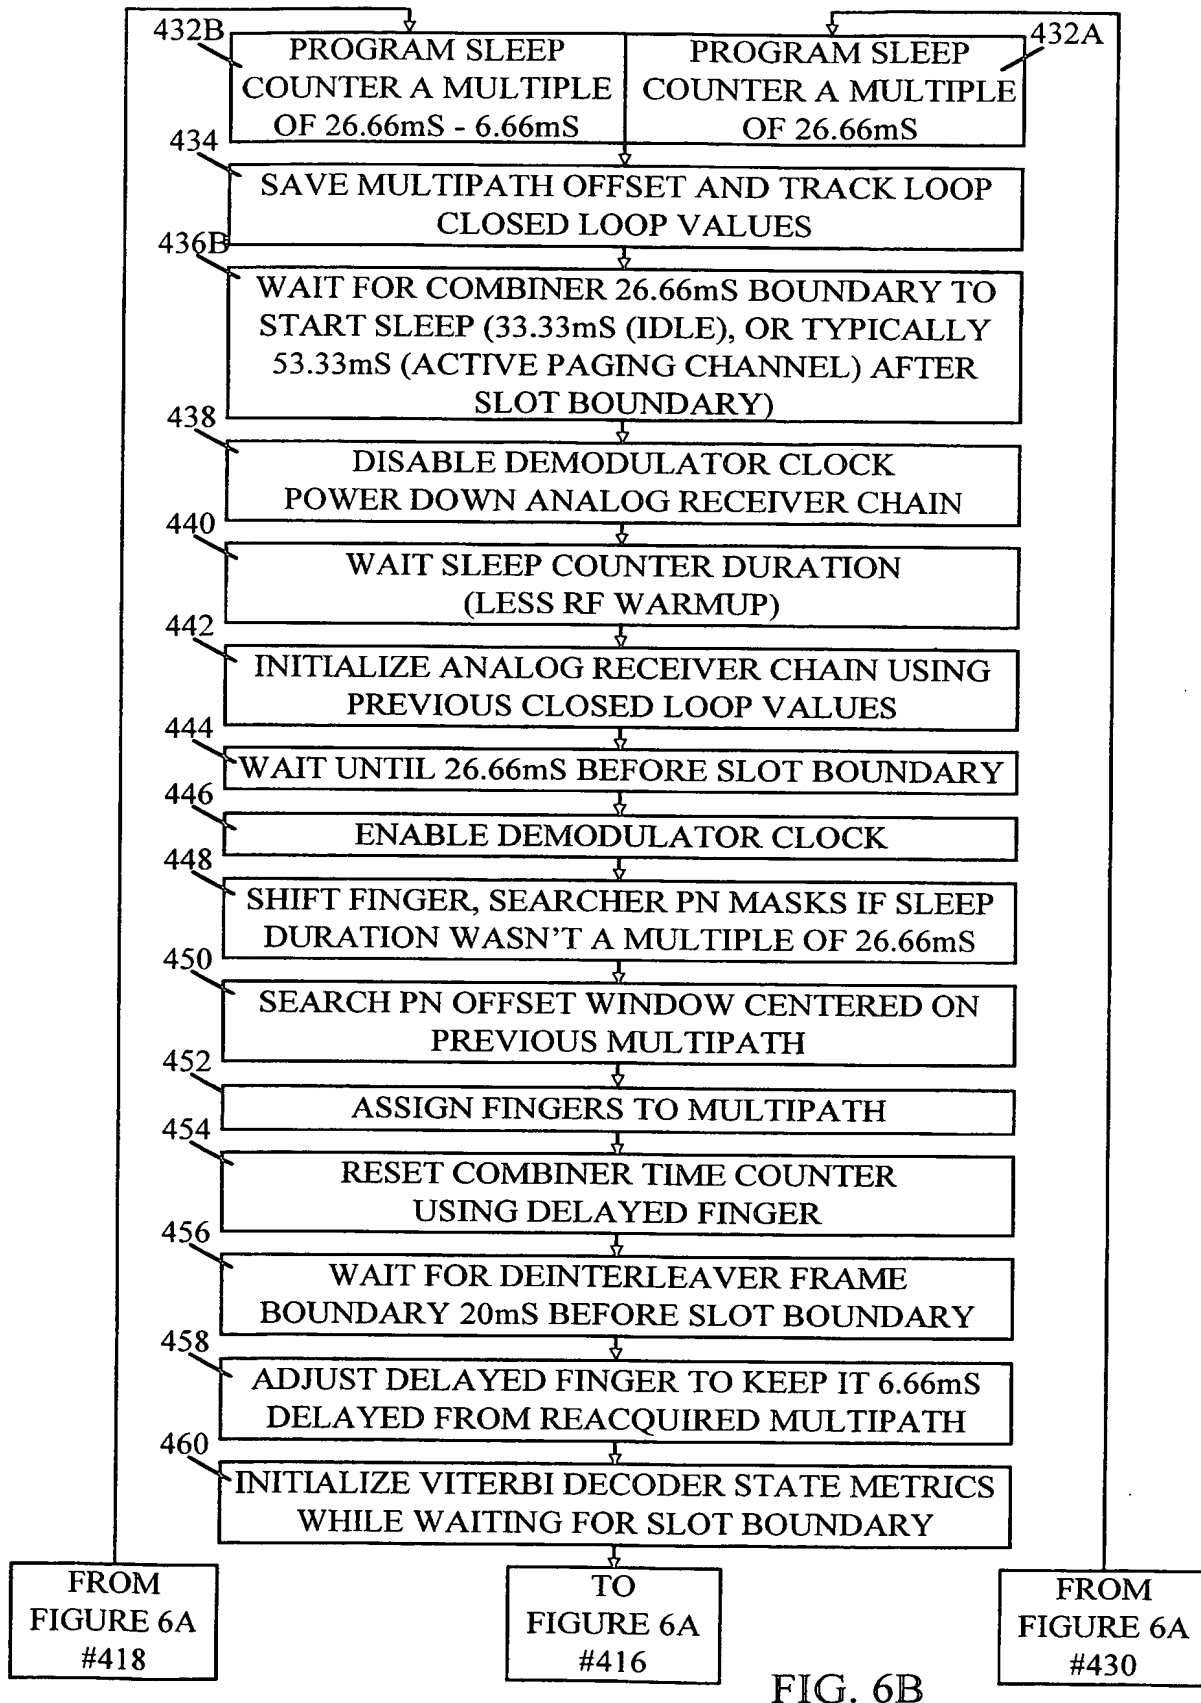 432B
PROGRAM SLEEP
COUNTER A MULTIPLE
OF 26.66mS - 6.66mS
432A
PROGRAM SLEEP
COUNTER A MULTIPLE
OF 26.66mS
434
SAVE MULTIPATH OFFSET AND TRACK LOOP
CLOSED LOOP VALUES
436B
WAIT FOR COMBINER 26.66mS BOUNDARY TO
START SLEEP (33.33mS (IDLE), OR TYPICALLY
53.33mS (ACTIVE PAGING CHANNEL) AFTER
SLOT BOUNDARY)
438
DISABLE DEMODULATOR CLOCK
POWER DOWN ANALOG RECEIVER CHAIN
440
WAIT SLEEP COUNTER DURATION
(LESS RF WARMUP)
442
INITIALIZE ANALOG RECEIVER CHAIN USING
PREVIOUS CLOSED LOOP VALUES
444
WAIT UNTIL 26.66mS BEFORE SLOT BOUNDARY
446
ENABLE DEMODULATOR CLOCK
448
SHIFT FINGER, SEARCHER PN MASKS IF SLEEP
DURATION WASN'T A MULTIPLE OF 26.66mS
450
SEARCH PN OFFSET WINDOW CENTERED ON
PREVIOUS MULTIPATH
452
ASSIGN FINGERS TO MULTIPATH
454
RESET COMBINER TIME COUNTER
USING DELAYED FINGER
456
WAIT FOR DEINTERLEAVER FRAME
BOUNDARY 20mS BEFORE SLOT BOUNDARY
458
ADJUST DELAYED FINGER TO KEEP IT 6.66mS
DELAYED FROM REACQUIRED MULTIPATH
460
INITIALIZE VITERBI DECODER STATE METRICS
WHILE WAITING FOR SLOT BOUNDARY
FROM
FIGURE 6A
#418
TO
FIGURE 6A
#416
FROM
FIGURE 6A
#430
FIG. 6B